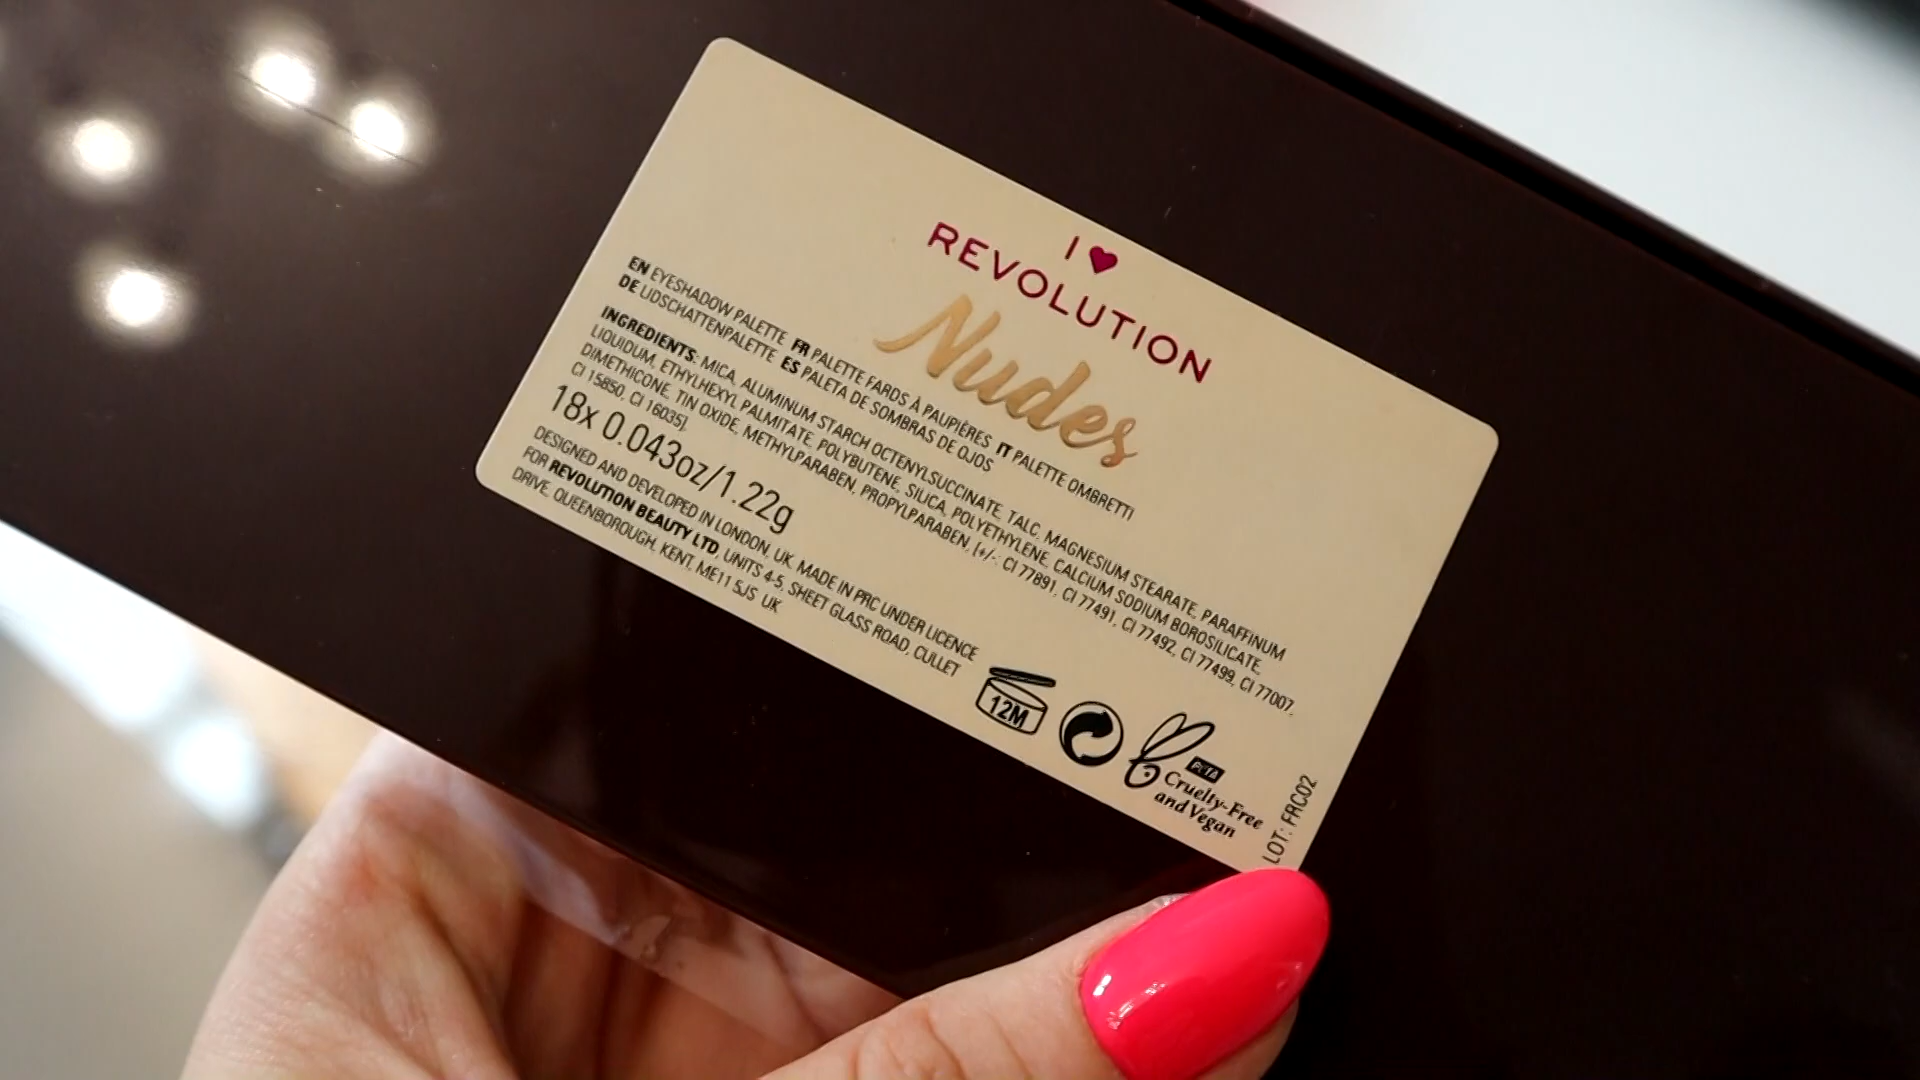 I ♥
REVOLUTION
Nudes
EN EYESHADOW PALETTE FR PALETTE FARDS À PAUPIÈRES IT PALETTE OMBRETTI
DE LIDSCHATTENPALETTE ES PALETA DE SOMBRAS DE OJOS
INGREDIENTS: MICA, ALUMINUM STARCH OCTENYLSUCCINATE, TALC, MAGNESIUM STEARATE, PARAFFINUM
LIQUIDUM, ETHYLHEXYL PALMITATE, POLYBUTENE, SILICA, POLYETHYLENE, CALCIUM SODIUM BOROSILICATE,
DIMETHICONE, TIN OXIDE, METHYLPARABEN, PROPYLPARABEN, [+/-: CI 77891, CI 77491, CI 77492, CI 77499, CI 77007,
CI 15850, CI 16035].
18x 0.043oz/1.22g
DESIGNED AND DEVELOPED IN LONDON, UK. MADE IN PRC UNDER LICENCE
FOR REVOLUTION BEAUTY LTD, UNITS 4-5, SHEET GLASS ROAD, CULLET
DRIVE, QUEENBOROUGH, KENT, ME11 5JS UK
12M
PETA
Cruelty-Free
and Vegan
LOT: FRC02